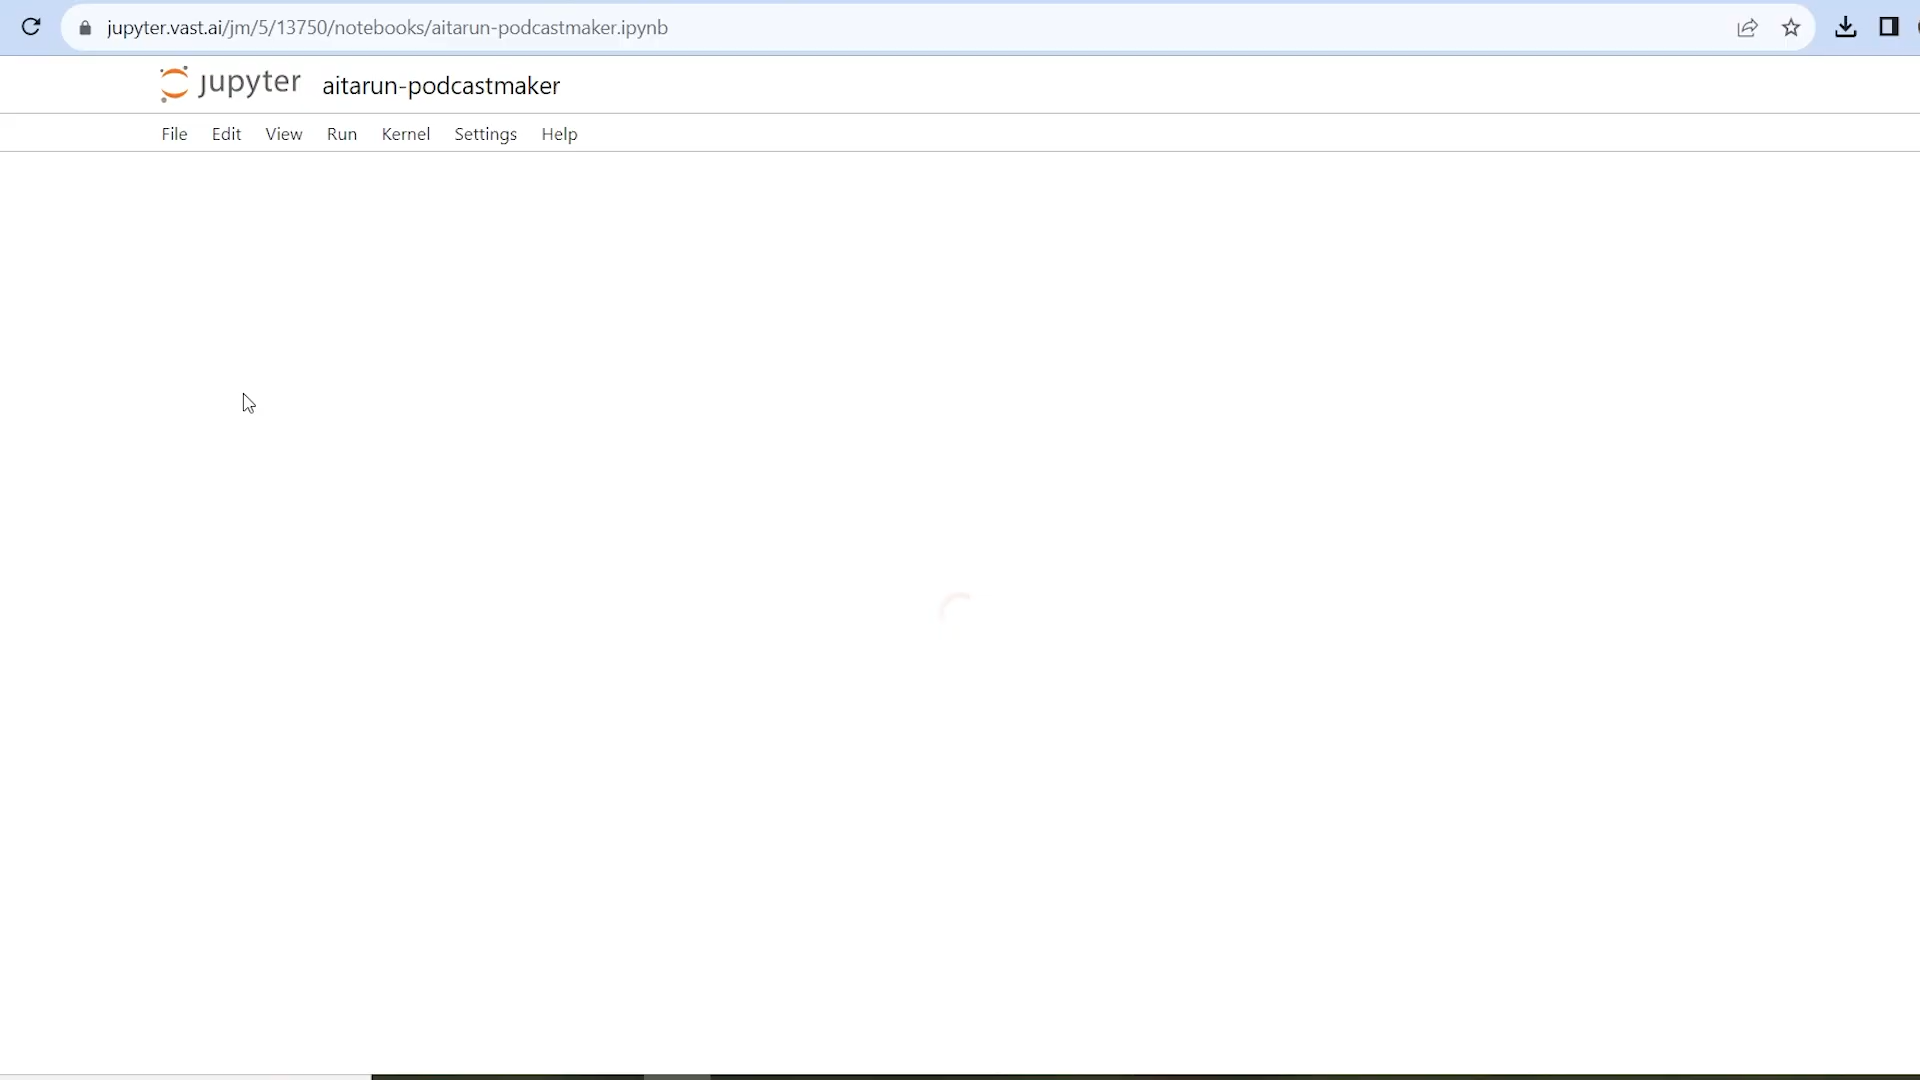 jupyter.vast.ai/jm/5/13750/notebooks/aitarun-podcastmaker.ipynb
jupyter aitarun-podcastmaker
File Edit View Run Kernel Settings Help